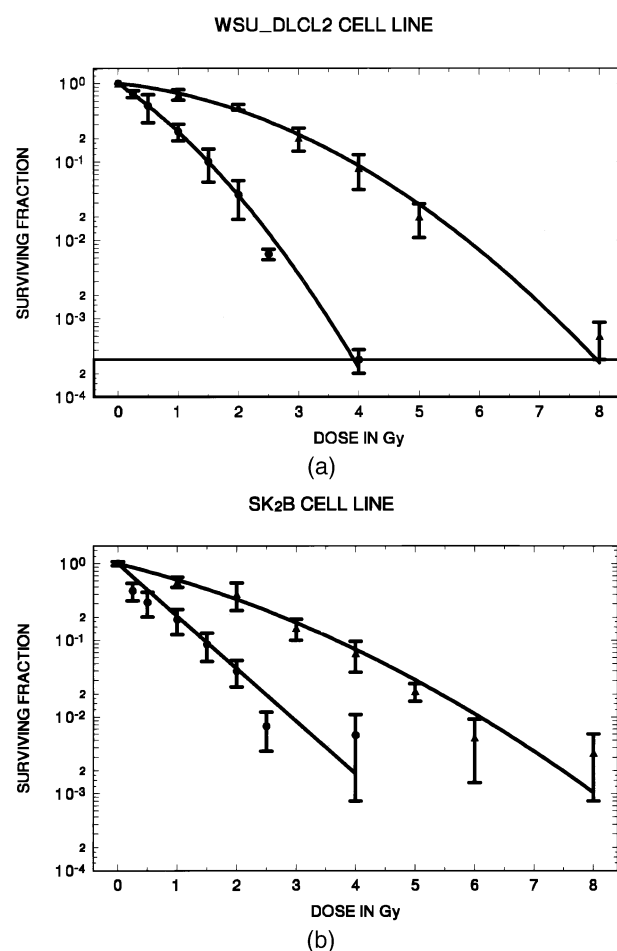 WSU_DLCL2 CELL LINE
10⁰
2
10⁻¹
2
10⁻²
2
10⁻³
2
10⁻⁴
SURVIVING FRACTION
0 1 2 3 4 5 6 7 8
DOSE IN Gy
(a)
SK₂B CELL LINE
10⁰
2
10⁻¹
2
10⁻²
2
10⁻³
2
10⁻⁴
SURVIVING FRACTION
0 1 2 3 4 5 6 7 8
DOSE IN Gy
(b)